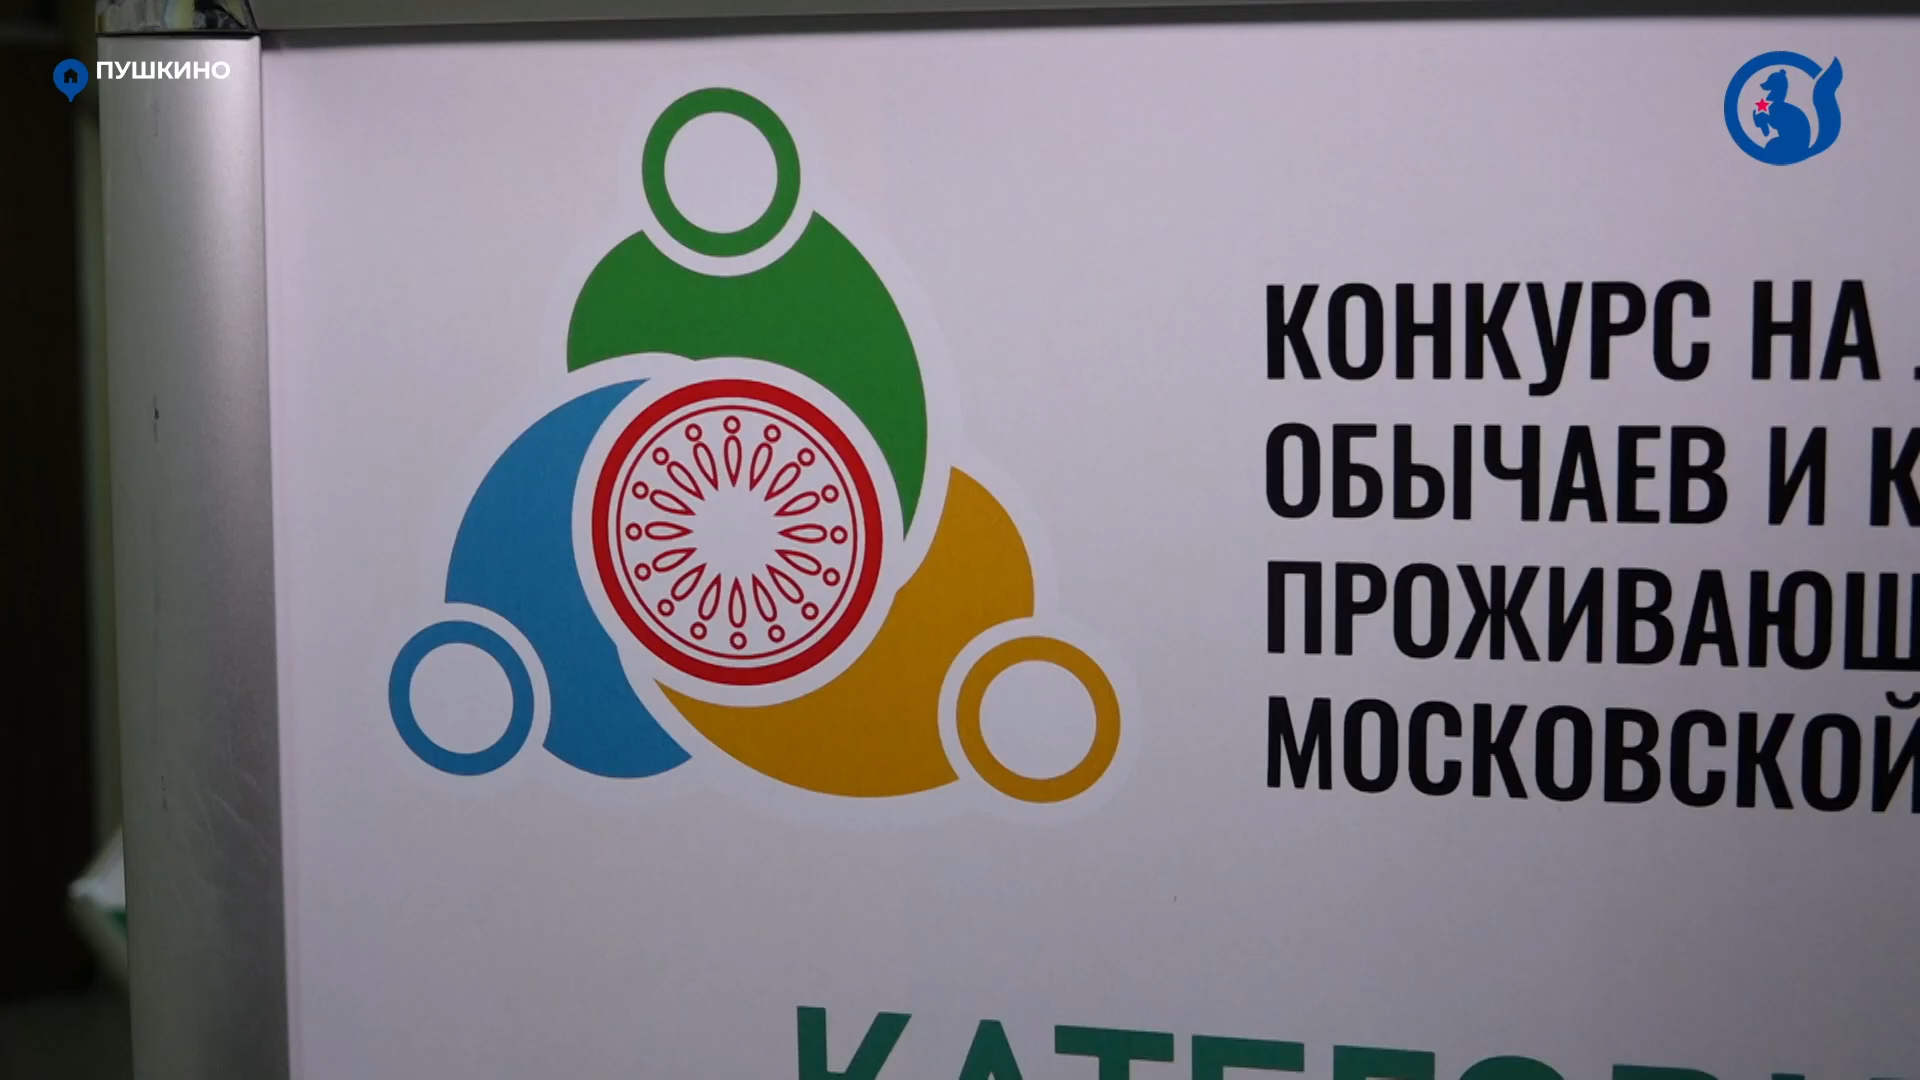 ПУШКИНО
КОНКУРС НА
ОБЫЧАЕВ И К
ПРОЖИВАЮЩ
МОСКОВСКОЙ